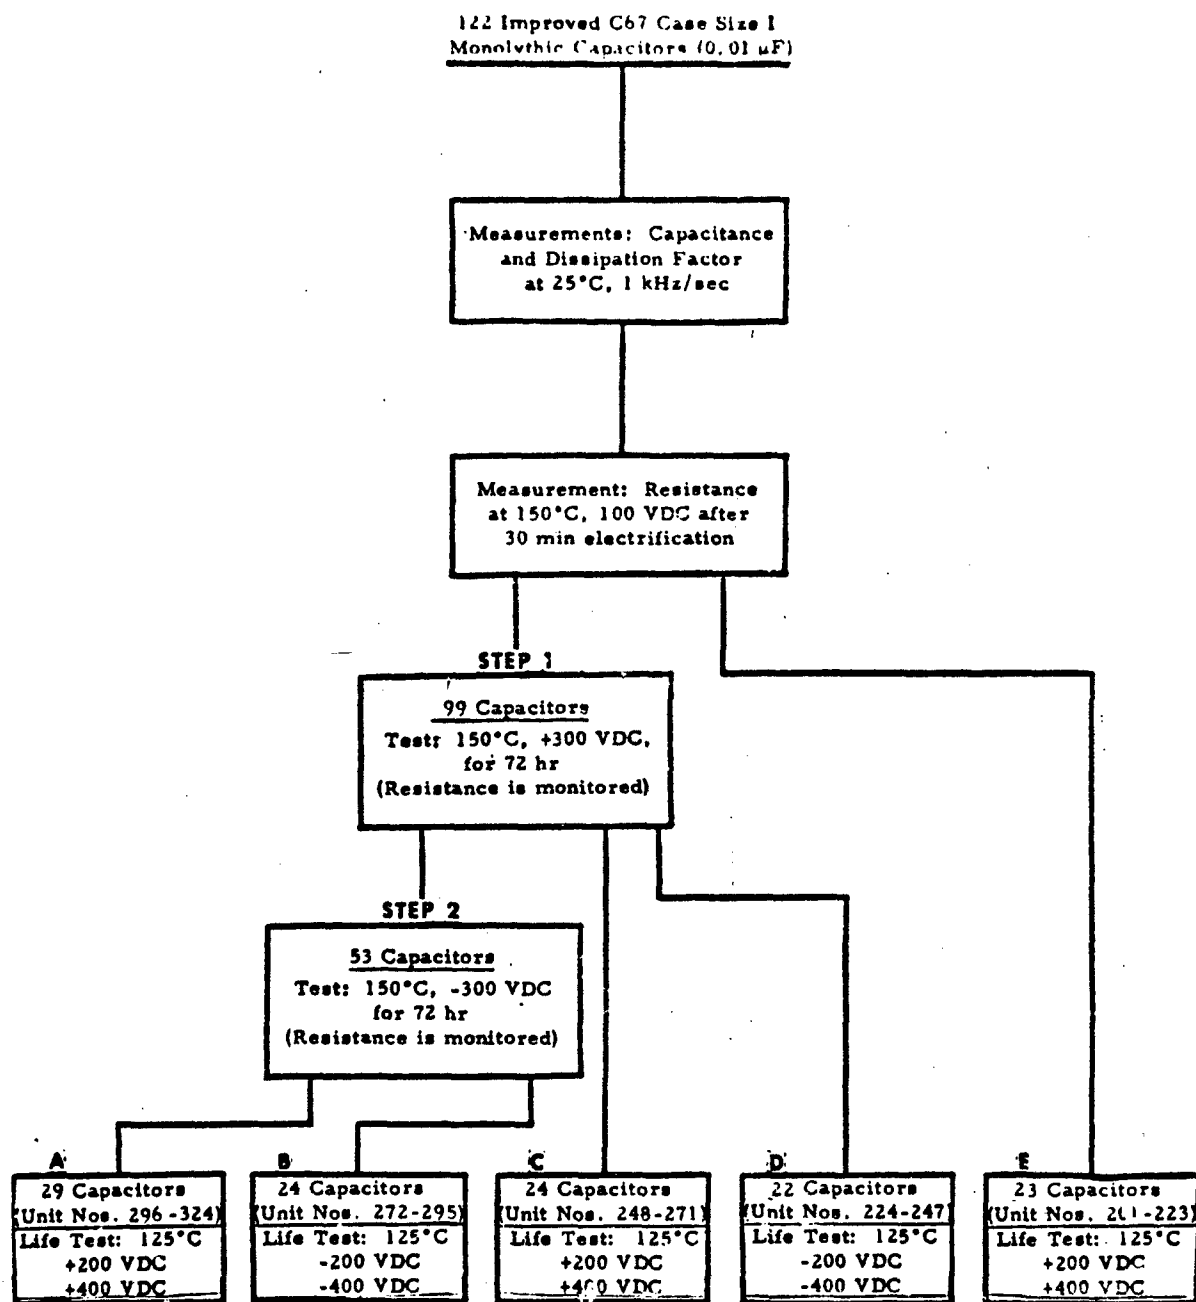 122 Improved C67 Case Size I
Monolythic Capacitors (0.01 μF)
Measurements: Capacitance
and Dissipation Factor
at 25°C, 1 kHz/sec
Measurement: Resistance
at 150°C, 100 VDC after
30 min electrification
STEP 1
99 Capacitors
Test: 150°C, +300 VDC,
for 72 hr
(Resistance is monitored)
STEP 2
53 Capacitors
Test: 150°C, -300 VDC
for 72 hr
(Resistance is monitored)
A
29 Capacitors
(Unit Nos. 296-324)
Life Test: 125°C
+200 VDC
+400 VDC
B
24 Capacitors
(Unit Nos. 272-295)
Life Test: 125°C
-200 VDC
-400 VDC
C
24 Capacitors
(Unit Nos. 248-271)
Life Test: 125°C
+200 VDC
+400 VDC
D
22 Capacitors
(Unit Nos. 224-247)
Life Test: 125°C
-200 VDC
-400 VDC
E
23 Capacitors
(Unit Nos. 201-223)
Life Test: 125°C
+200 VDC
+400 VDC